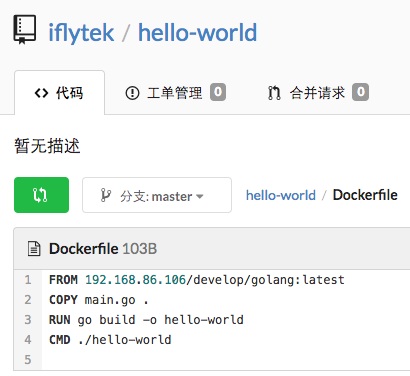 iflytek / hello-world
代码 工单管理 0 合并请求 0
暂无描述
分支: master hello-world / Dockerfile
Dockerfile 103B
1 FROM 192.168.86.106/develop/golang:latest
2 COPY main.go .
3 RUN go build -o hello-world
4 CMD ./hello-world
5